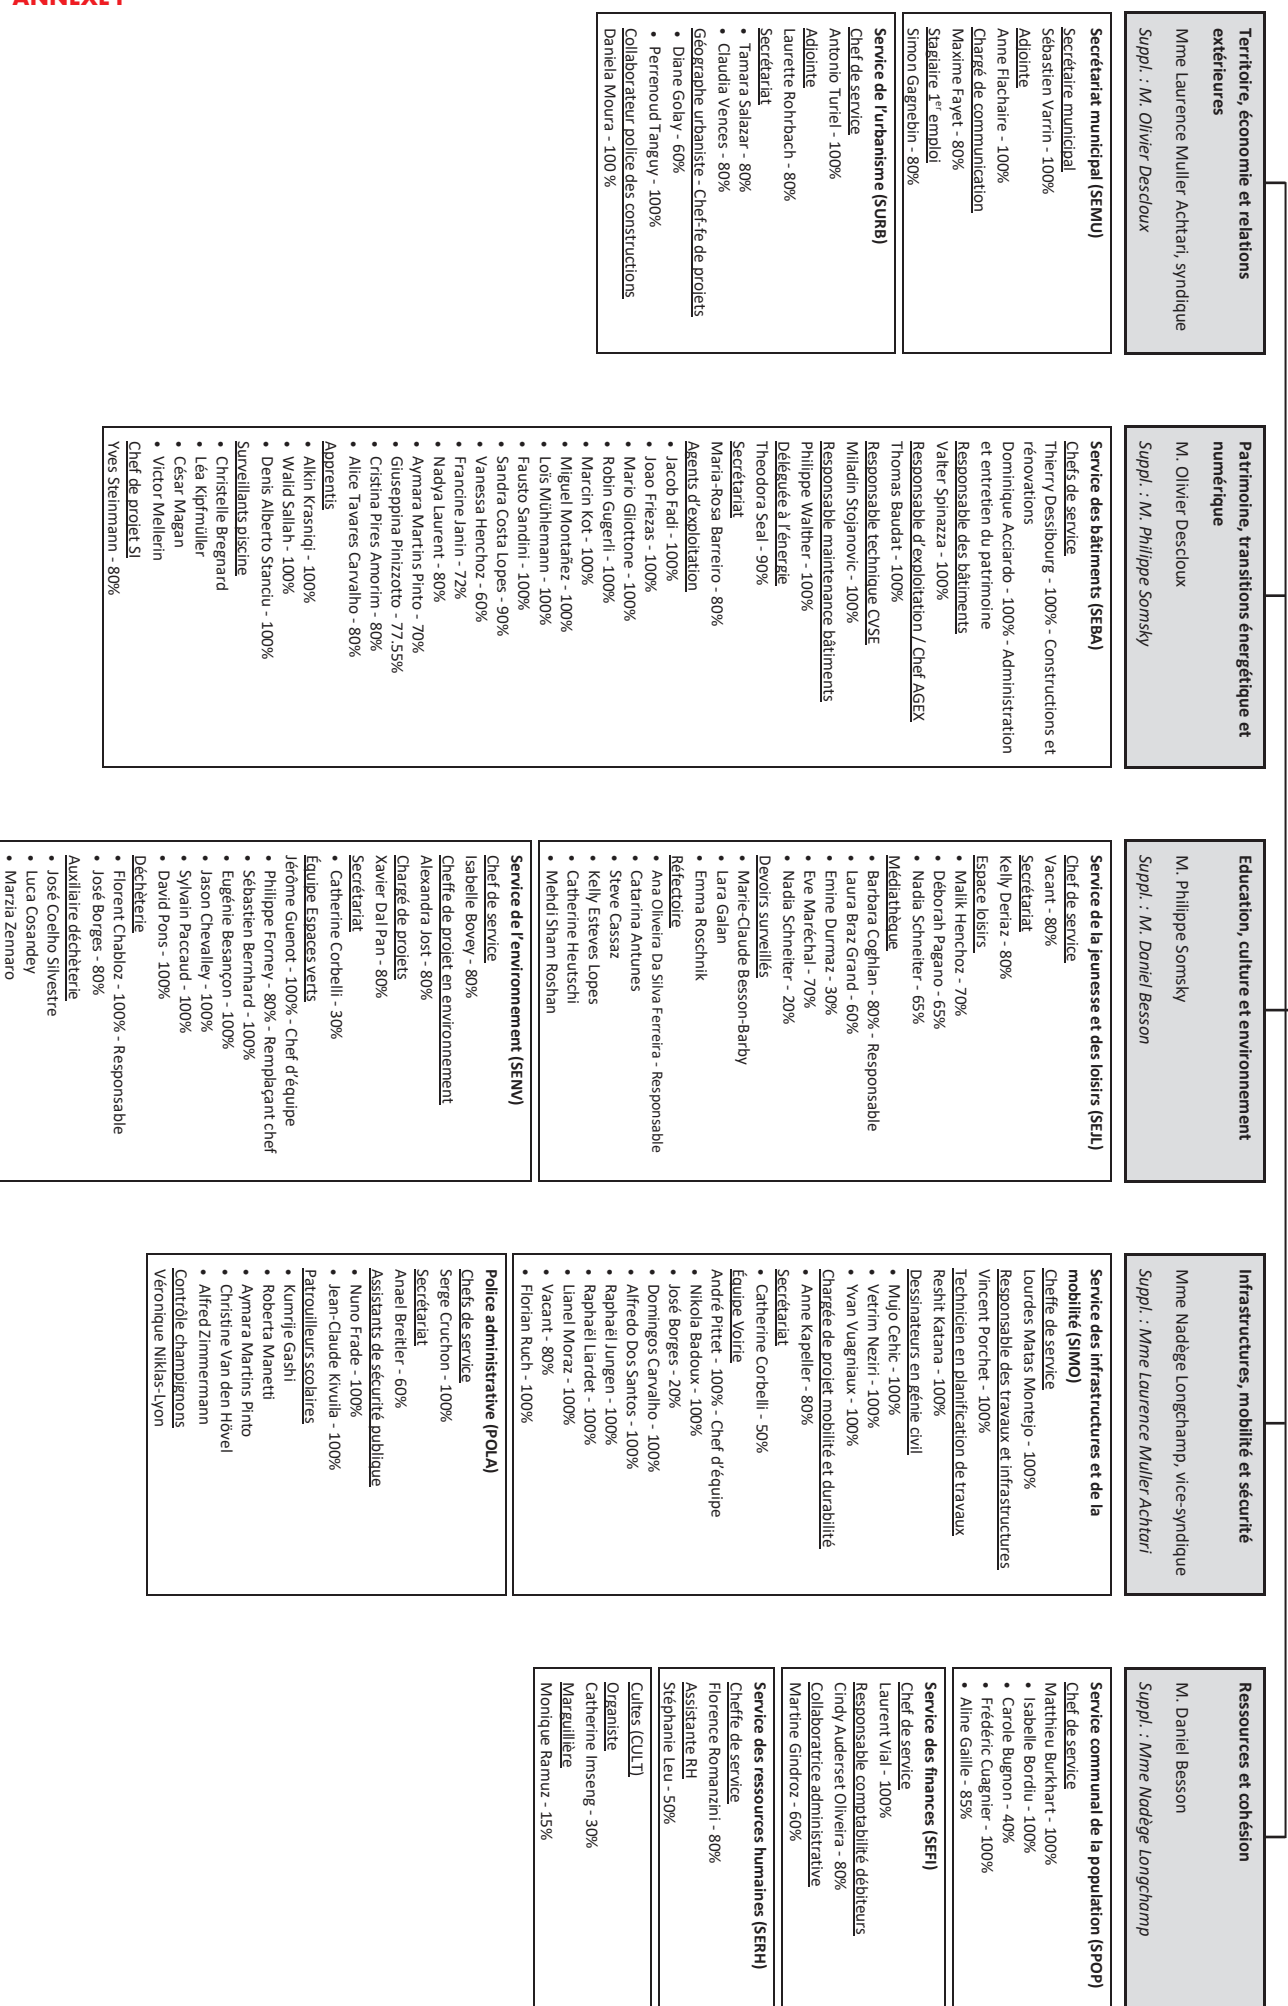 ANNEXE I
Territoire, économie et relations
extérieures
Mme Laurence Muller Achtari, syndique
Suppl. : M. Olivier Descloux
Secrétariat municipal (SEMU)
Secrétaire municipal
Sébastien Varrin - 100%
Adjointe
Anne Flachaire - 100%
Chargé de communication
Maxime Fayet - 80%
Stagiaire 1er emploi
Simon Gagnebin - 80%
Service de l'urbanisme (SURB)
Chef de service
Antonio Turiel - 100%
Adjointe
Laurette Rohrbach - 80%
Secrétariat
• Tamara Salazar - 80%
• Claudia Vences - 80%
Géographe urbaniste - Chef-fe de projets
• Diane Golay - 60%
• Perrenoud Tanguy - 100%
Collaborateur police des constructions
Daniela Moura - 100 %
Patrimoine, transitions énergétique et
numérique
M. Olivier Descloux
Suppl. : M. Philippe Somsky
Service des bâtiments (SEBA)
Chefs de service
Thierry Dessibourg - 100% - Constructions et
rénovations
Dominique Acciardo - 100% - Administration
et entretien du patrimoine
Responsable des bâtiments
Valter Spinazza - 100%
Responsable d'exploitation / Chef AGEX
Thomas Baudat - 100%
Responsable technique CVSE
Miladin Stojanovic - 100%
Responsable maintenance bâtiments
Philippe Walther - 100%
Déléguée à l'énergie
Theodora Seal - 90%
Secrétariat
Maria-Rosa Barreiro - 80%
Agents d'exploitation
• Jacob Fadi - 100%
• Joao Friezas - 100%
• Mario Gliottone - 100%
• Robin Gugerli - 100%
• Marcin Kot - 100%
• Miguel Montañez - 100%
• Loïs Mühlemann - 100%
• Fausto Sandini - 100%
• Sandra Costa Lopes - 90%
• Vanessa Henchoz - 60%
• Francine Janin - 72%
• Nadya Laurent - 80%
• Aymara Martins Pinto - 70%
• Giuseppina Pinizzotto - 77.55%
• Cristina Pires Amorim - 80%
• Alice Tavares Carvalho - 80%
Apprentis
• Alkin Krasniqi - 100%
• Walid Sallah - 100%
• Denis Alberto Stanciu - 100%
Surveillants piscine
• Christelle Bregnard
• Léa Kipfmüller
• César Magan
• Victor Mellerin
Chef de projet SI
Yves Steinmann - 80%
Education, culture et environnement
M. Philippe Somsky
Suppl. : M. Daniel Besson
Service de la jeunesse et des loisirs (SEJL)
Chef de service
Vacant - 80%
Secrétariat
Kelly Deriaz - 80%
Espace loisirs
• Malik Henchoz - 70%
• Déborah Pagano - 65%
• Nadia Schneiter - 65%
Médiathèque
• Barbara Coghlan - 80% - Responsable
• Laura Braz Grand - 60%
• Emine Durmaz - 30%
• Eve Maréchal - 70%
• Nadia Schneiter - 20%
Devoirs surveillés
• Marie-Claude Besson-Barby
• Lara Galan
• Emma Roschnik
Réfectoire
• Ana Oliveira Da Silva Ferreira - Responsable
• Catarina Antunes
• Steve Cassaz
• Kelly Esteves Lopes
• Catherine Heutschi
• Mehdi Sham Roshan
Service de l'environnement (SENV)
Chef de service
Isabelle Bovey - 80%
Cheffe de projet en environnement
Alexandra Jost - 80%
Chargé de projets
Xavier Dal Pan - 80%
Secrétariat
• Catherine Corbelli - 30%
Équipe Espaces verts
Jérôme Guenot - 100% - Chef d'équipe
• Philippe Forney - 80% - Remplaçant chef
• Sébastien Bernhard - 100%
• Eugénie Besançon - 100%
• Jason Chevalley - 100%
• Sylvain Paccaud - 100%
• David Pons - 100%
Déchèterie
• Florent Chabloz - 100% - Responsable
• José Borges - 80%
Auxiliaire déchèterie
• José Coelho Silvestre
• Luca Cosandey
• Marzia Zennaro
Infrastructures, mobilité et sécurité
Mme Nadège Longchamp, vice-syndique
Suppl. : Mme Laurence Muller Achtari
Service des infrastructures et de la
mobilité (SIMO)
Cheffe de service
Lourdes Matas Montejo - 100%
Responsable des travaux et infrastructures
Vincent Porchet - 100%
Technicien en planification de travaux
Reshit Katana - 100%
Dessinateurs en génie civil
• Mujo Cehic - 100%
• Vetrim Neziri - 100%
• Yvan Vuagniaux - 100%
Chargée de projet mobilité et durabilité
• Anne Kapeller - 80%
Secrétariat
• Catherine Corbelli - 50%
Équipe Voirie
André Pittet - 100% - Chef d'équipe
• Nikola Badoux - 100%
• José Borges - 20%
• Domingos Carvalho - 100%
• Alfredo Dos Santos - 100%
• Raphaël Jungen - 100%
• Raphaël Liardet - 100%
• Lianel Moraz - 100%
• Vacant - 80%
• Florian Ruch - 100%
Police administrative (POLA)
Chefs de service
Serge Cruchon - 100%
Secrétariat
Anael Breitler - 60%
Assistants de sécurité publique
• Nuno Frade - 100%
• Jean-Claude Kivuila - 100%
Patrouilleurs scolaires
• Kumrije Gashi
• Roberta Manetti
• Aymara Martins Pinto
• Christine Van den Hövel
• Alfred Zimmermann
Contrôle champignons
Véronique Niklas-Lyon
Ressources et cohésion
M. Daniel Besson
Suppl. : Mme Nadège Longchamp
Service communal de la population (SPOP)
Chef de service
Matthieu Burkhart - 100%
• Isabelle Bordiu - 100%
• Carole Bugnon - 40%
• Frédéric Cuagnier - 100%
• Aline Gaille - 85%
Service des finances (SEFI)
Chef de service
Laurent Vial - 100%
Responsable comptabilité débiteurs
Cindy Auderset Oliveira - 80%
Collaboratrice administrative
Martine Gindroz - 60%
Service des ressources humaines (SERH)
Cheffe de service
Florence Romanzini - 80%
Assistante RH
Stéphanie Leu - 50%
Cultes (CULT)
Organiste
Catherine Imseng - 30%
Marguillière
Monique Ramuz - 15%